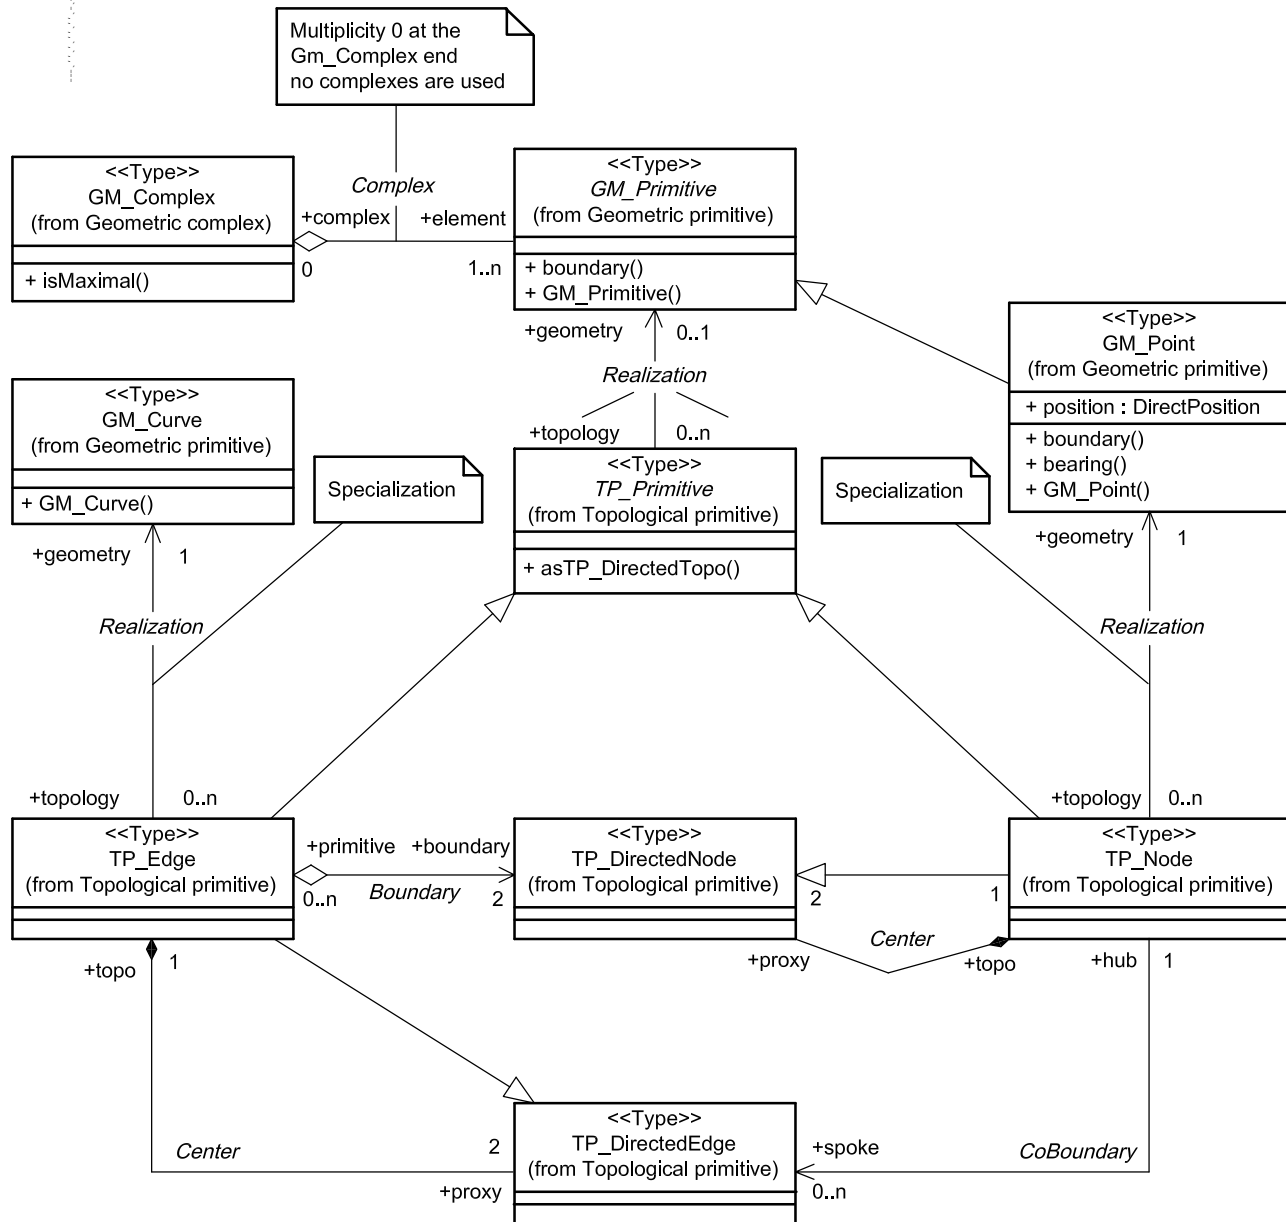 Multiplicity 0 at the
Gm_Complex end
no complexes are used
<<Type>>
GM_Complex
(from Geometric complex)
+ isMaximal()
Complex
+complex
+element
0
1..n
<<Type>>
GM_Primitive
(from Geometric primitive)
+ boundary()
+ GM_Primitive()
+geometry
0..1
Realization
+topology
0..n
<<Type>>
GM_Point
(from Geometric primitive)
+ position : DirectPosition
+ boundary()
+ bearing()
+ GM_Point()
<<Type>>
GM_Curve
(from Geometric primitive)
+ GM_Curve()
Specialization
<<Type>>
TP_Primitive
(from Topological primitive)
+ asTP_DirectedTopo()
Specialization
+geometry
1
Realization
+topology
0..n
+geometry
1
Realization
+topology
0..n
<<Type>>
TP_Edge
(from Topological primitive)
+primitive
+boundary
0..n
Boundary
2
<<Type>>
TP_DirectedNode
(from Topological primitive)
2
1
<<Type>>
TP_Node
(from Topological primitive)
Center
+proxy
+topo
+topo
1
+hub
1
Center
2
+proxy
<<Type>>
TP_DirectedEdge
(from Topological primitive)
+spoke
0..n
CoBoundary